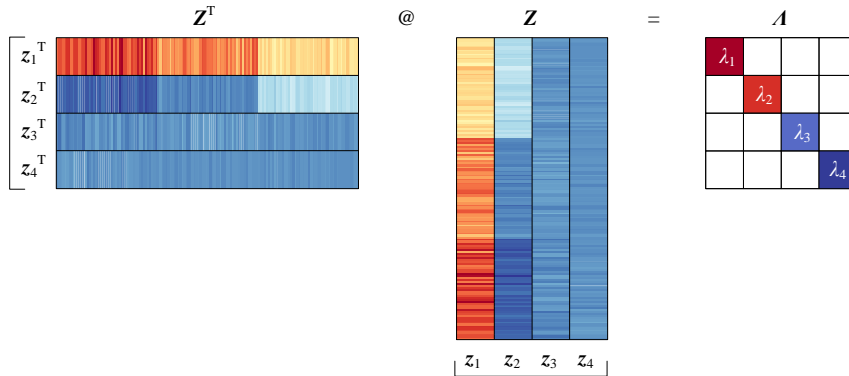 Z^T @ Z = Λ
z_1^T
z_2^T
z_3^T
z_4^T
λ_1
λ_2
λ_3
λ_4
z_1 z_2 z_3 z_4